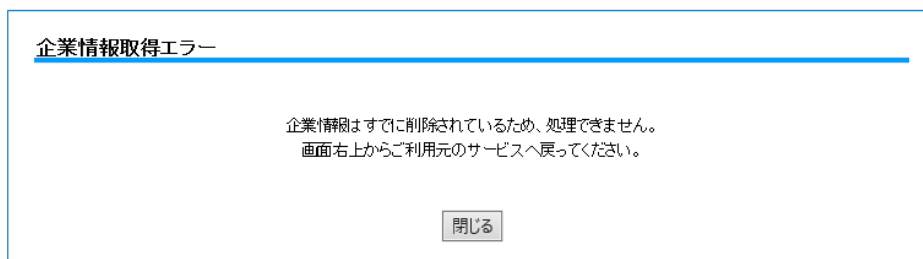 企業情報取得エラー
企業情報はすでに削除されているため、処理できません。
画面右上からご利用元のサービスへ戻ってください。
閉じる